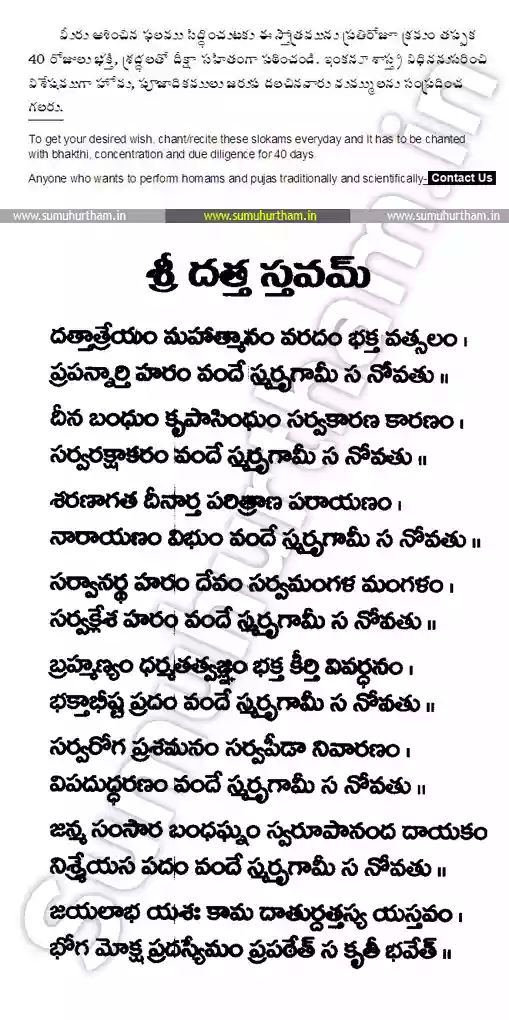 మీరు ఆశించిన ఫలము సిద్ధించుటకు ఈ స్తోత్రమును ప్రతిరోజూ క్రమం తప్పక
40 రోజులు భక్తి, శ్రద్ధలతో దీక్షా సహితంగా పఠించండి. ఇంకనూ శాస్త్ర విధిననుసరించి
విశేషముగా హోమ, పూజాదికములు జరుప దలచినవారు మమ్ములను సంప్రదించ
గలరు.
To get your desired wish, chant/recite these slokams everyday and It has to be chanted
with bhakthi, concentration and due diligence for 40 days.
Anyone who wants to perform homams and pujas traditionally and scientifically- Contact Us
www.sumuhurtham.in www.sumuhurtham.in www.sumuhurtham.in
శ్రీ దత్త స్తవమ్
దత్తాత్రేయం మహాత్మానం వరదం భక్త వత్సలం ।
ప్రపన్నార్తి హరం వందే స్మర్తృగామీ స నోవతు ॥
దీన బంధుం కృపాసింధుం సర్వకారణ కారణం ।
సర్వరక్షాకరం వందే స్మర్తృగామీ స నోవతు ॥
శరణాగత దీనార్త పరిత్రాణ పరాయణం ।
నారాయణం విభుం వందే స్మర్తృగామీ స నోవతు ॥
సర్వానర్థ హరం దేవం సర్వమంగళ మంగళం ।
సర్వక్లేశ హరం వందే స్మర్తృగామీ స నోవతు ॥
బ్రహ్మణ్యం ధర్మతత్వజ్ఞం భక్త కీర్తి వివర్ధనం ।
భక్తాభీష్ట ప్రదం వందే స్మర్తృగామీ స నోవతు ॥
సర్వరోగ ప్రశమనం సర్వపీడా నివారణం ।
విపదుద్ధరణం వందే స్మర్తృగామీ స నోవతు ॥
జన్మ సంసార బంధఘ్నం స్వరూపానంద దాయకం
నిశ్శ్రేయస పదం వందే స్మర్తృగామీ స నోవతు ॥
జయలాభ యశః కామ దాతుర్దత్తస్య యస్తవం ।
భోగ మోక్ష ప్రదస్యేమం ప్రపఠేత్ స కృతీ భవేత్ ॥
Sumuhurtham.in